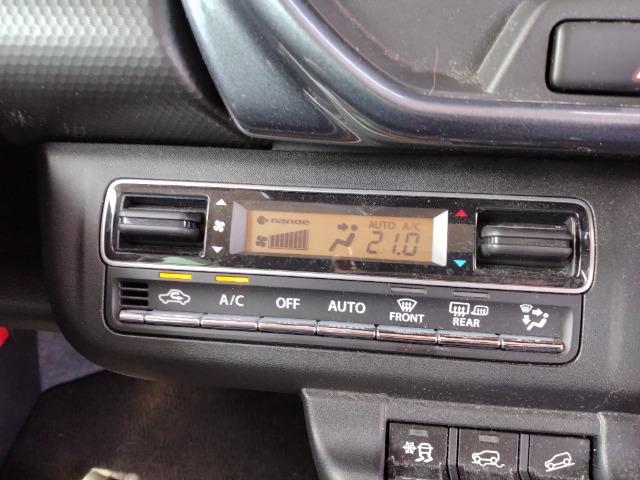 nanoe
AUTO A/C
21.0
A/C OFF AUTO FRONT REAR